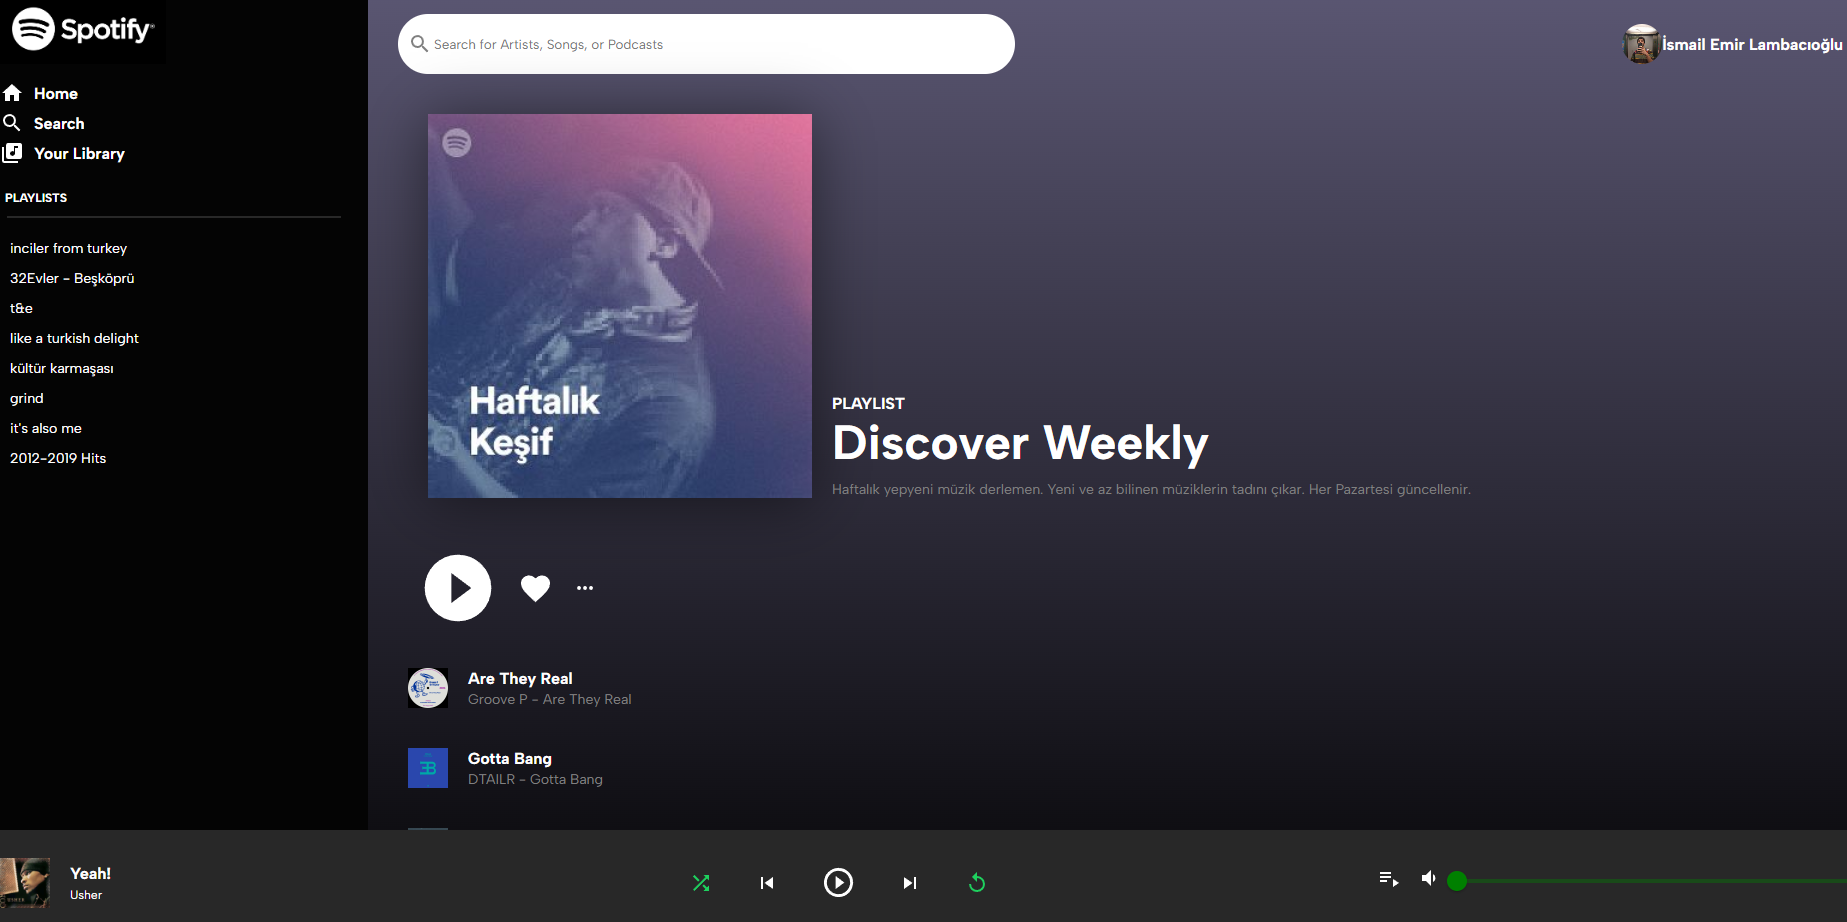 Spotify
Search for Artists, Songs, or Podcasts
İsmail Emir Lambacıoğlu
Home
Search
Your Library
PLAYLISTS
inciler from turkey
32Evler - Beşköprü
t&e
like a turkish delight
kültür karmaşası
grind
it's also me
2012-2019 Hits
Haftalık
Keşif
PLAYLIST
Discover Weekly
Haftalık yepyeni müzik derlemen. Yeni ve az bilinen müziklerin tadını çıkar. Her Pazartesi güncellenir.
Are They Real
Groove P - Are They Real
Gotta Bang
DTAILR - Gotta Bang
Yeah!
Usher